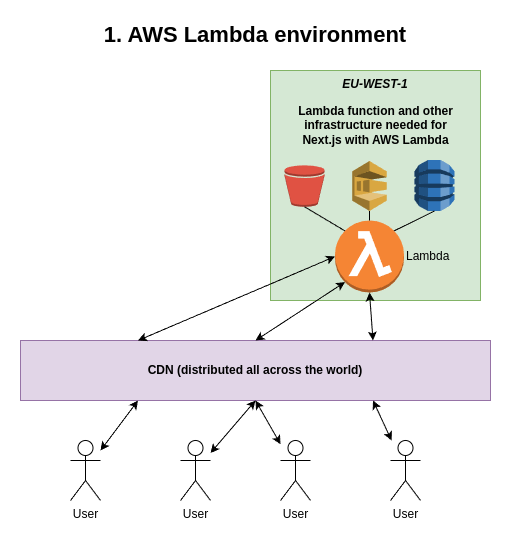 1. AWS Lambda environment
EU-WEST-1
Lambda function and other
infrastructure needed for
Next.js with AWS Lambda
Lambda
CDN (distributed all across the world)
User
User
User
User